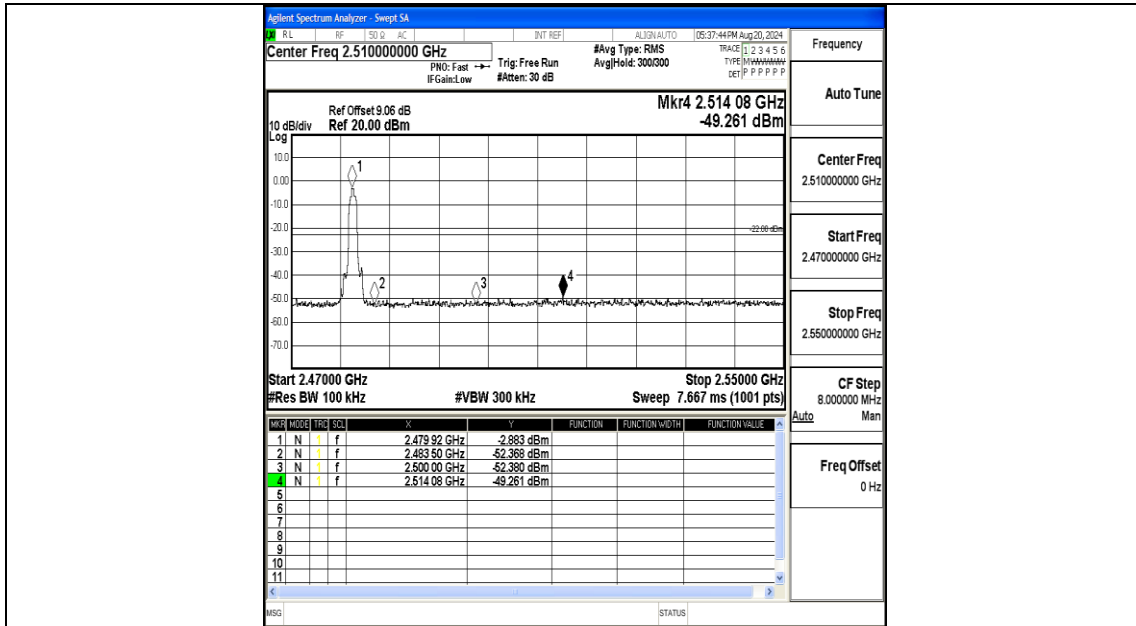 Agilent Spectrum Analyzer - Swept SA
RL RF 50 Ω AC INT REF ALIGN AUTO 05:37:44 PM Aug 20, 2024
Center Freq 2.510000000 GHz
PNO: Fast
IFGain:Low
Trig: Free Run
#Atten: 30 dB
#Avg Type: RMS
Avg|Hold: 300/300
TRACE 1 2 3 4 5 6
TYPE MWWWWW
DET P P P P P P
Mkr4 2.514 08 GHz
-49.261 dBm
Ref Offset 9.06 dB
10 dB/div Ref 20.00 dBm
Log
10.0
0.00
-10.0
-20.0
-30.0
-40.0
-50.0
-60.0
-70.0
1
2
3
4
Start 2.47000 GHz Stop 2.55000 GHz
#Res BW 100 kHz #VBW 300 kHz Sweep 7.667 ms (1001 pts)
MKR MODE TRC SCL X Y FUNCTION FUNCTION WIDTH FUNCTION VALUE
1 N 1 f 2.479 92 GHz -2.883 dBm
2 N 1 f 2.483 50 GHz -52.368 dBm
3 N 1 f 2.500 00 GHz -52.380 dBm
4 N 1 f 2.514 08 GHz -49.261 dBm
5
6
7
8
9
10
11
MSG STATUS
Frequency
Auto Tune
Center Freq
2.510000000 GHz
Start Freq
2.470000000 GHz
Stop Freq
2.550000000 GHz
CF Step
8.000000 MHz
Auto Man
Freq Offset
0 Hz